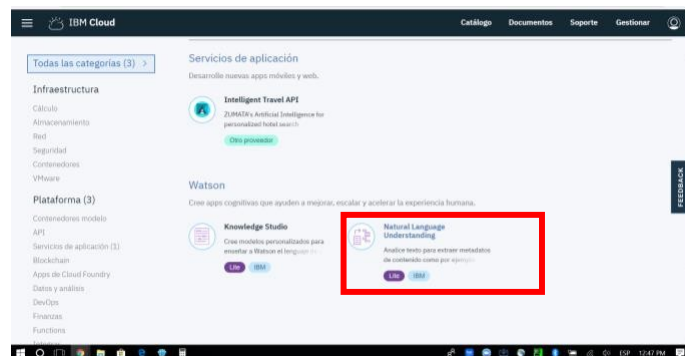 IBM Cloud
Catálogo Documentos Soporte Gestionar
Todas las categorías (3) >
Infraestructura
Cálculo
Almacenamiento
Red
Seguridad
Contenedores
VMware
Plataforma (3)
Contenedores modelo
API
Servicios de aplicación (1)
Blockchain
Apps de Cloud Foundry
Datos y análisis
DevOps
Finanzas
Functions
Servicios de aplicación
Desarrolle nuevas apps móviles y web.
Intelligent Travel API
ZUMATA's Artificial Intelligence for
personalized hotel search
Otro proveedor
Watson
Cree apps cognitivas que ayuden a mejorar, escalar y acelerar la experiencia humana.
Knowledge Studio
Cree modelos personalizados para
enseñar a Watson el lenguaje
Lite IBM
Natural Language
Understanding
Analice texto para extraer metadatos
de contenido como por ejemplo
Lite IBM
FEEDBACK
ESP 12:47 PM